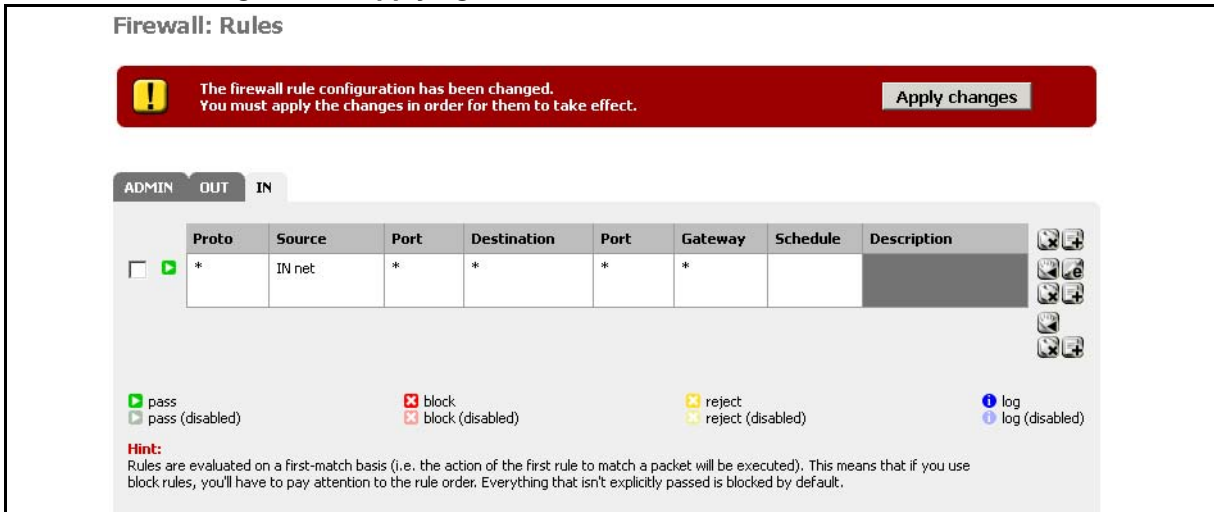 Firewall: Rules
The firewall rule configuration has been changed.
You must apply the changes in order for them to take effect.
Apply changes
ADMIN OUT IN
Proto Source Port Destination Port Gateway Schedule Description
* IN net * * * *
pass block reject log
pass (disabled) block (disabled) reject (disabled) log (disabled)
Hint:
Rules are evaluated on a first-match basis (i.e. the action of the first rule to match a packet will be executed). This means that if you use
block rules, you'll have to pay attention to the rule order. Everything that isn't explicitly passed is blocked by default.